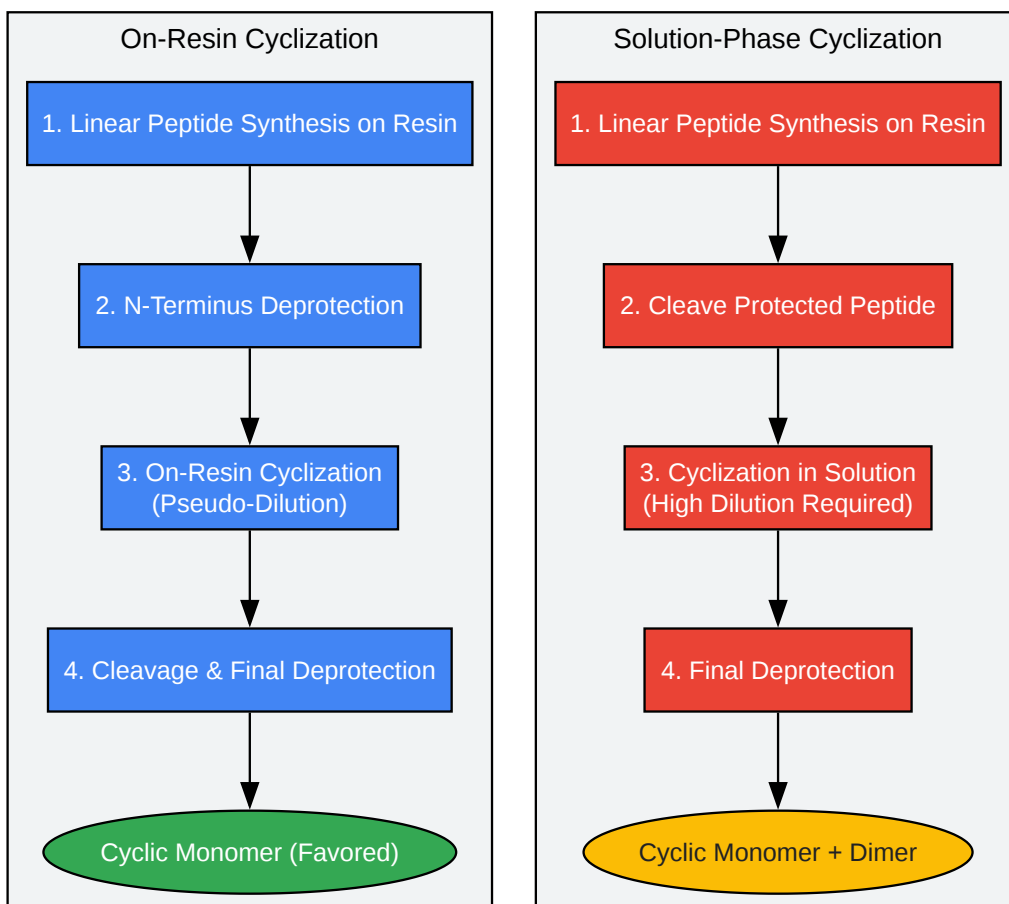 On-Resin Cyclization
1. Linear Peptide Synthesis on Resin
2. N-Terminus Deprotection
3. On-Resin Cyclization
(Pseudo-Dilution)
4. Cleavage & Final Deprotection
Cyclic Monomer (Favored)
Solution-Phase Cyclization
1. Linear Peptide Synthesis on Resin
2. Cleave Protected Peptide
3. Cyclization in Solution
(High Dilution Required)
4. Final Deprotection
Cyclic Monomer + Dimer